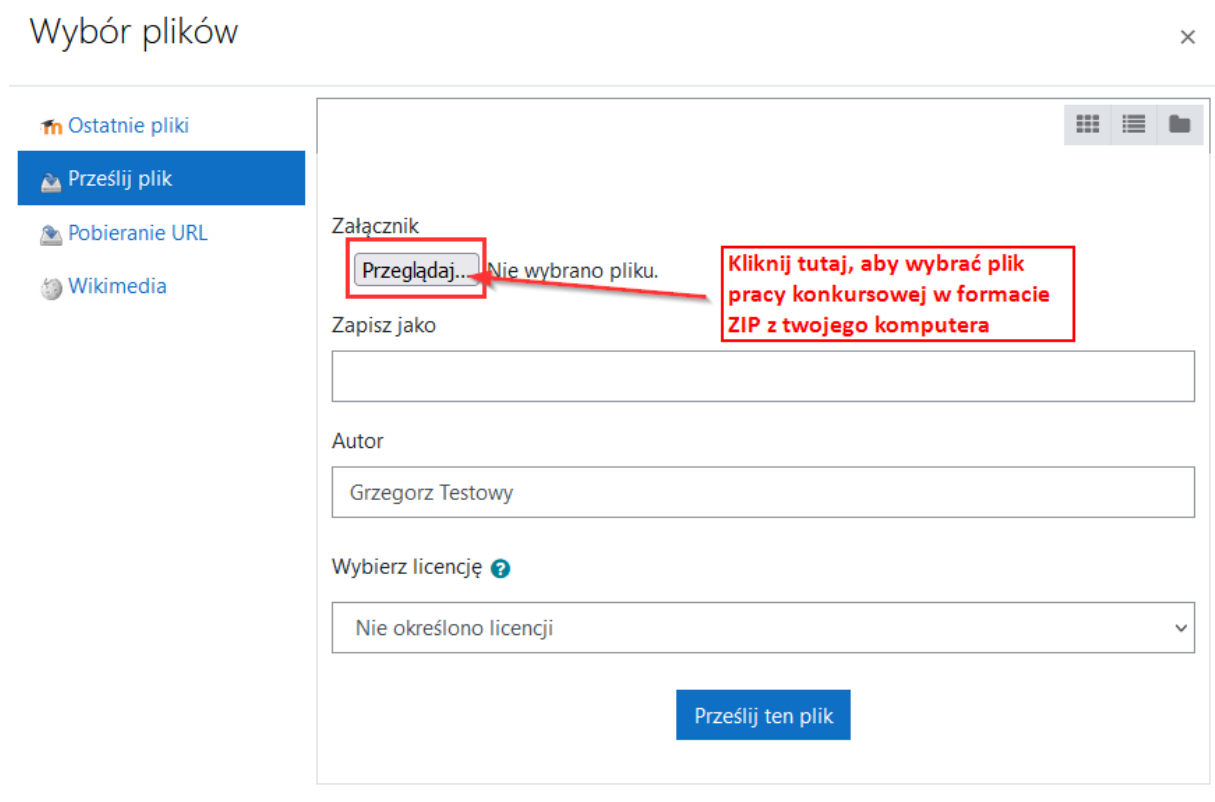 Wybór plików
×
Ostatnie pliki
Prześlij plik
Pobieranie URL
Wikimedia
Załącznik
Przeglądaj... Nie wybrano pliku.
Kliknij tutaj, aby wybrać plik
pracy konkursowej w formacie
ZIP z twojego komputera
Zapisz jako
Autor
Grzegorz Testowy
Wybierz licencję ?
Nie określono licencji
Prześlij ten plik